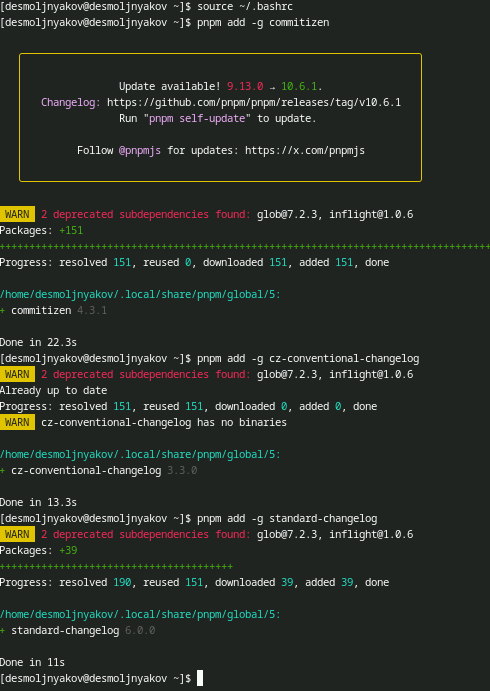 [desmoljnyakov@desmoljnyakov ~]$ source ~/.bashrc
[desmoljnyakov@desmoljnyakov ~]$ pnpm add -g commitizen
Update available! 9.13.0 → 10.6.1.
Changelog: https://github.com/pnpm/pnpm/releases/tag/v10.6.1
Run "pnpm self-update" to update.
Follow @pnpmjs for updates: https://x.com/pnpmjs
WARN 2 deprecated subdependencies found: glob@7.2.3, inflight@1.0.6
Packages: +151
++++++++++++++++++++++++++++++++++++++++++++++++++++++++++++++++++++++++++++++++++
Progress: resolved 151, reused 0, downloaded 151, added 151, done
/home/desmoljnyakov/.local/share/pnpm/global/5:
+ commitizen 4.3.1
Done in 22.3s
[desmoljnyakov@desmoljnyakov ~]$ pnpm add -g cz-conventional-changelog
WARN 2 deprecated subdependencies found: glob@7.2.3, inflight@1.0.6
Already up to date
Progress: resolved 151, reused 151, downloaded 0, added 0, done
WARN cz-conventional-changelog has no binaries
/home/desmoljnyakov/.local/share/pnpm/global/5:
+ cz-conventional-changelog 3.3.0
Done in 13.3s
[desmoljnyakov@desmoljnyakov ~]$ pnpm add -g standard-changelog
WARN 2 deprecated subdependencies found: glob@7.2.3, inflight@1.0.6
Packages: +39
+++++++++++++++++++++++++++++++++++++++
Progress: resolved 190, reused 151, downloaded 39, added 39, done
/home/desmoljnyakov/.local/share/pnpm/global/5:
+ standard-changelog 6.0.0
Done in 11s
[desmoljnyakov@desmoljnyakov ~]$